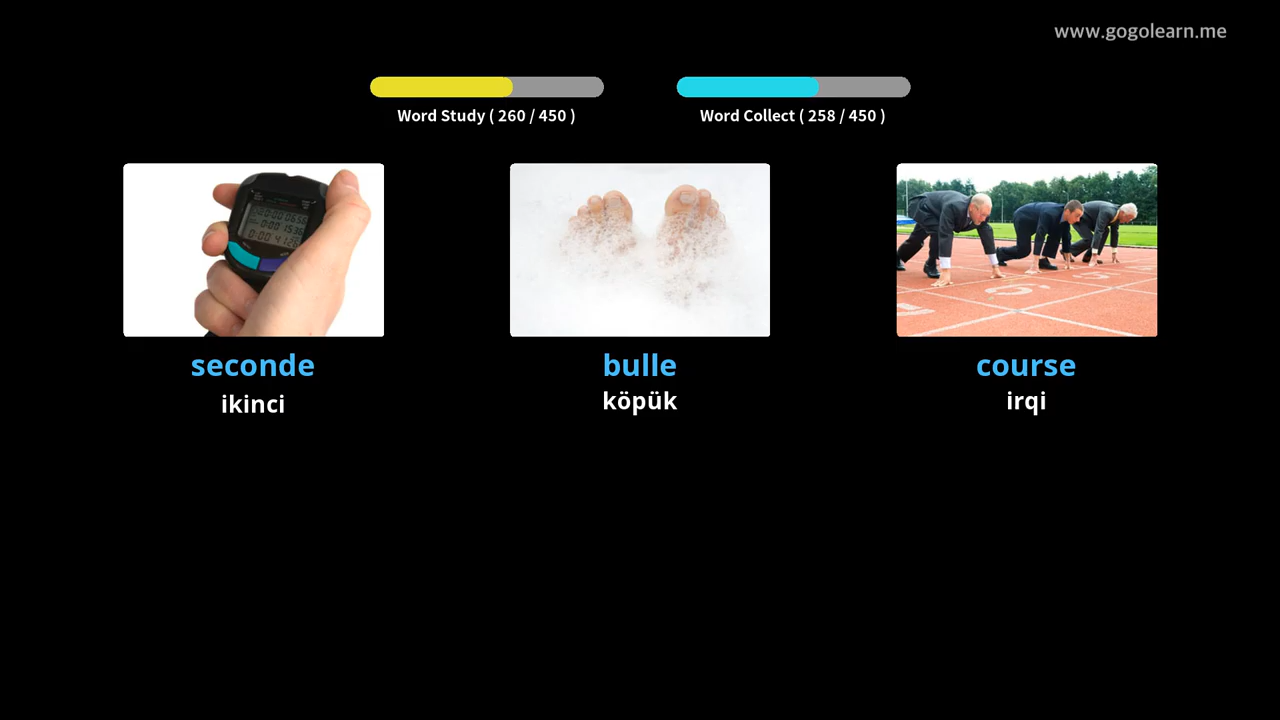 www.gogolearn.me
Word Study ( 260 / 450 )
Word Collect ( 258 / 450 )
seconde
ikinci
bulle
köpük
course
irqi